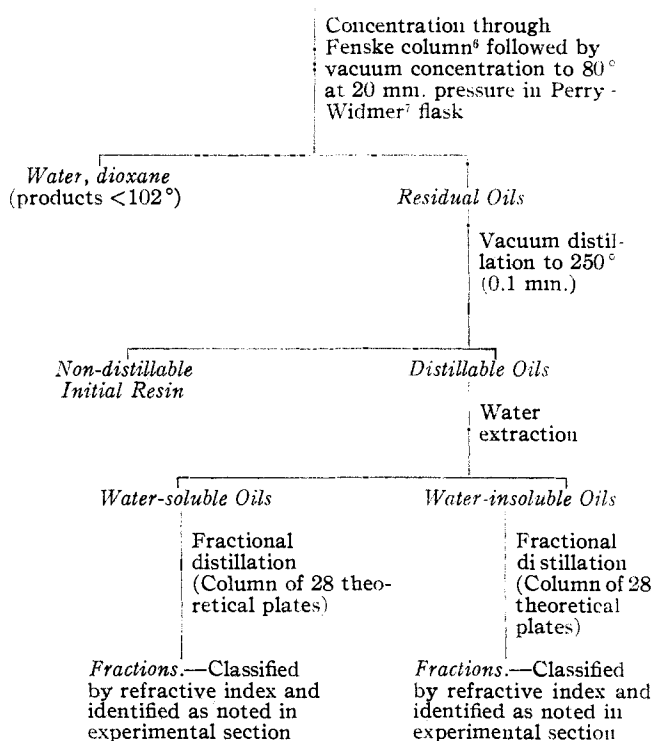 Concentration through
Fenske column⁶ followed by
vacuum concentration to 80°
at 20 mm. pressure in Perry-
Widmer⁷ flask
Water, dioxane
(products <102°)
Residual Oils
Vacuum distil-
lation to 250°
(0.1 mm.)
Non-distillable
Initial Resin
Distillable Oils
Water
extraction
Water-soluble Oils
Water-insoluble Oils
Fractional
distillation
(Column of 28 theo-
retical plates)
Fractional
distillation
(Column of 28
theoretical
plates)
Fractions.—Classified
by refractive index and
identified as noted in
experimental section
Fractions.—Classified
by refractive index and
identified as noted in
experimental section